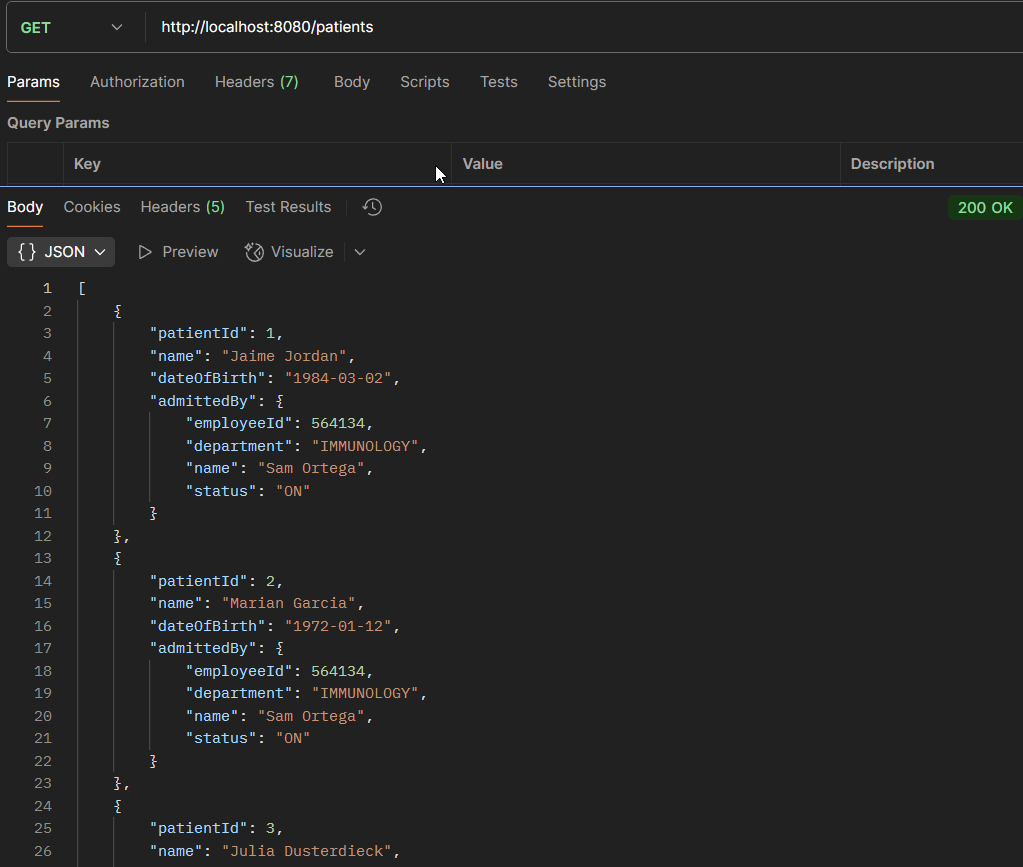 GET http://localhost:8080/patients
Params Authorization Headers (7) Body Scripts Tests Settings
Query Params
Key Value Description
Body Cookies Headers (5) Test Results 200 OK
{} JSON Preview Visualize
1 [
2 {
3 "patientId": 1,
4 "name": "Jaime Jordan",
5 "dateOfBirth": "1984-03-02",
6 "admittedBy": {
7 "employeeId": 564134,
8 "department": "IMMUNOLOGY",
9 "name": "Sam Ortega",
10 "status": "ON"
11 }
12 },
13 {
14 "patientId": 2,
15 "name": "Marian Garcia",
16 "dateOfBirth": "1972-01-12",
17 "admittedBy": {
18 "employeeId": 564134,
19 "department": "IMMUNOLOGY",
20 "name": "Sam Ortega",
21 "status": "ON"
22 }
23 },
24 {
25 "patientId": 3,
26 "name": "Julia Dusterdieck",